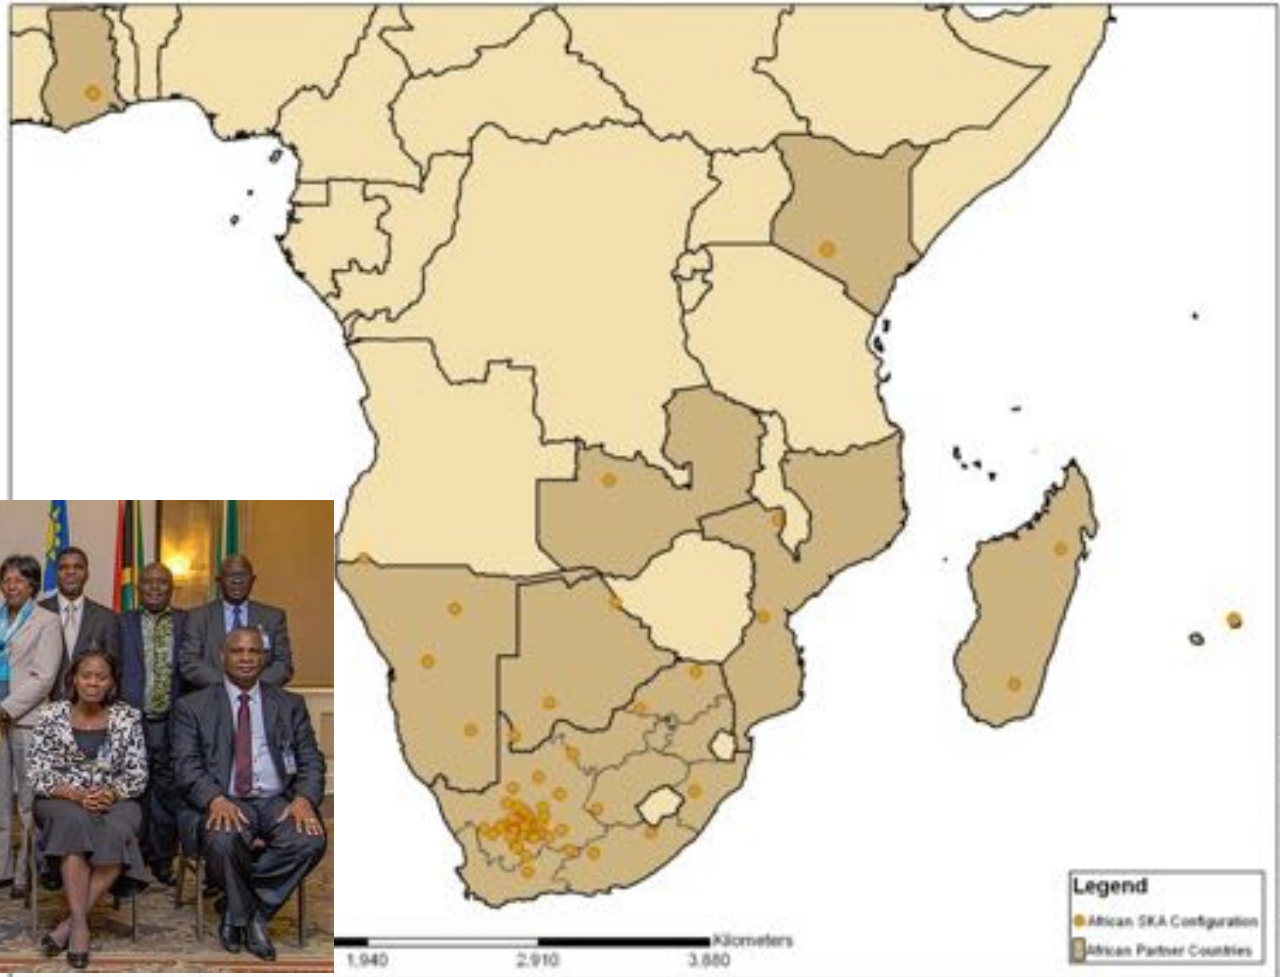 Legend
African SKA Configuration
African Partner Countries
Kilometers
1,940 2,910 3,880